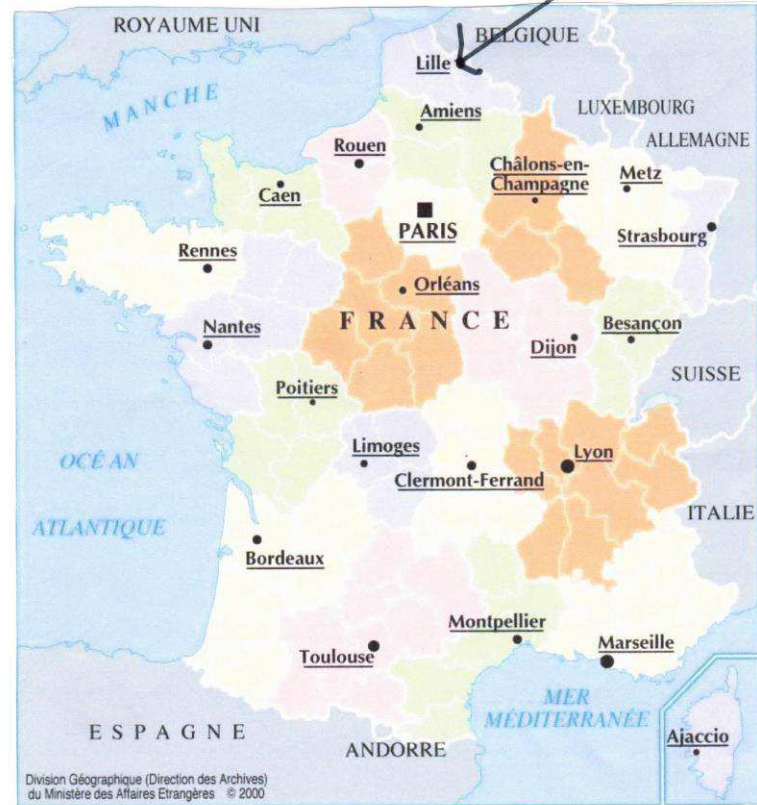 ROYAUME UNI
BELGIQUE
Lille
MANCHE
Amiens
LUXEMBOURG
ALLEMAGNE
Rouen
Châlons-en-
Champagne
Metz
Caen
PARIS
Strasbourg
Rennes
Orléans
FRANCE
Nantes
Besançon
Dijon
Poitiers
SUISSE
Limoges
Lyon
OCÉAN
ATLANTIQUE
Clermont-Ferrand
ITALIE
Bordeaux
Montpellier
Marseille
Toulouse
MER
MÉDITERRANÉE
ESPAGNE
Ajaccio
ANDORRE
Division Géographique (Direction des Archives)
du Ministère des Affaires Etrangères © 2000